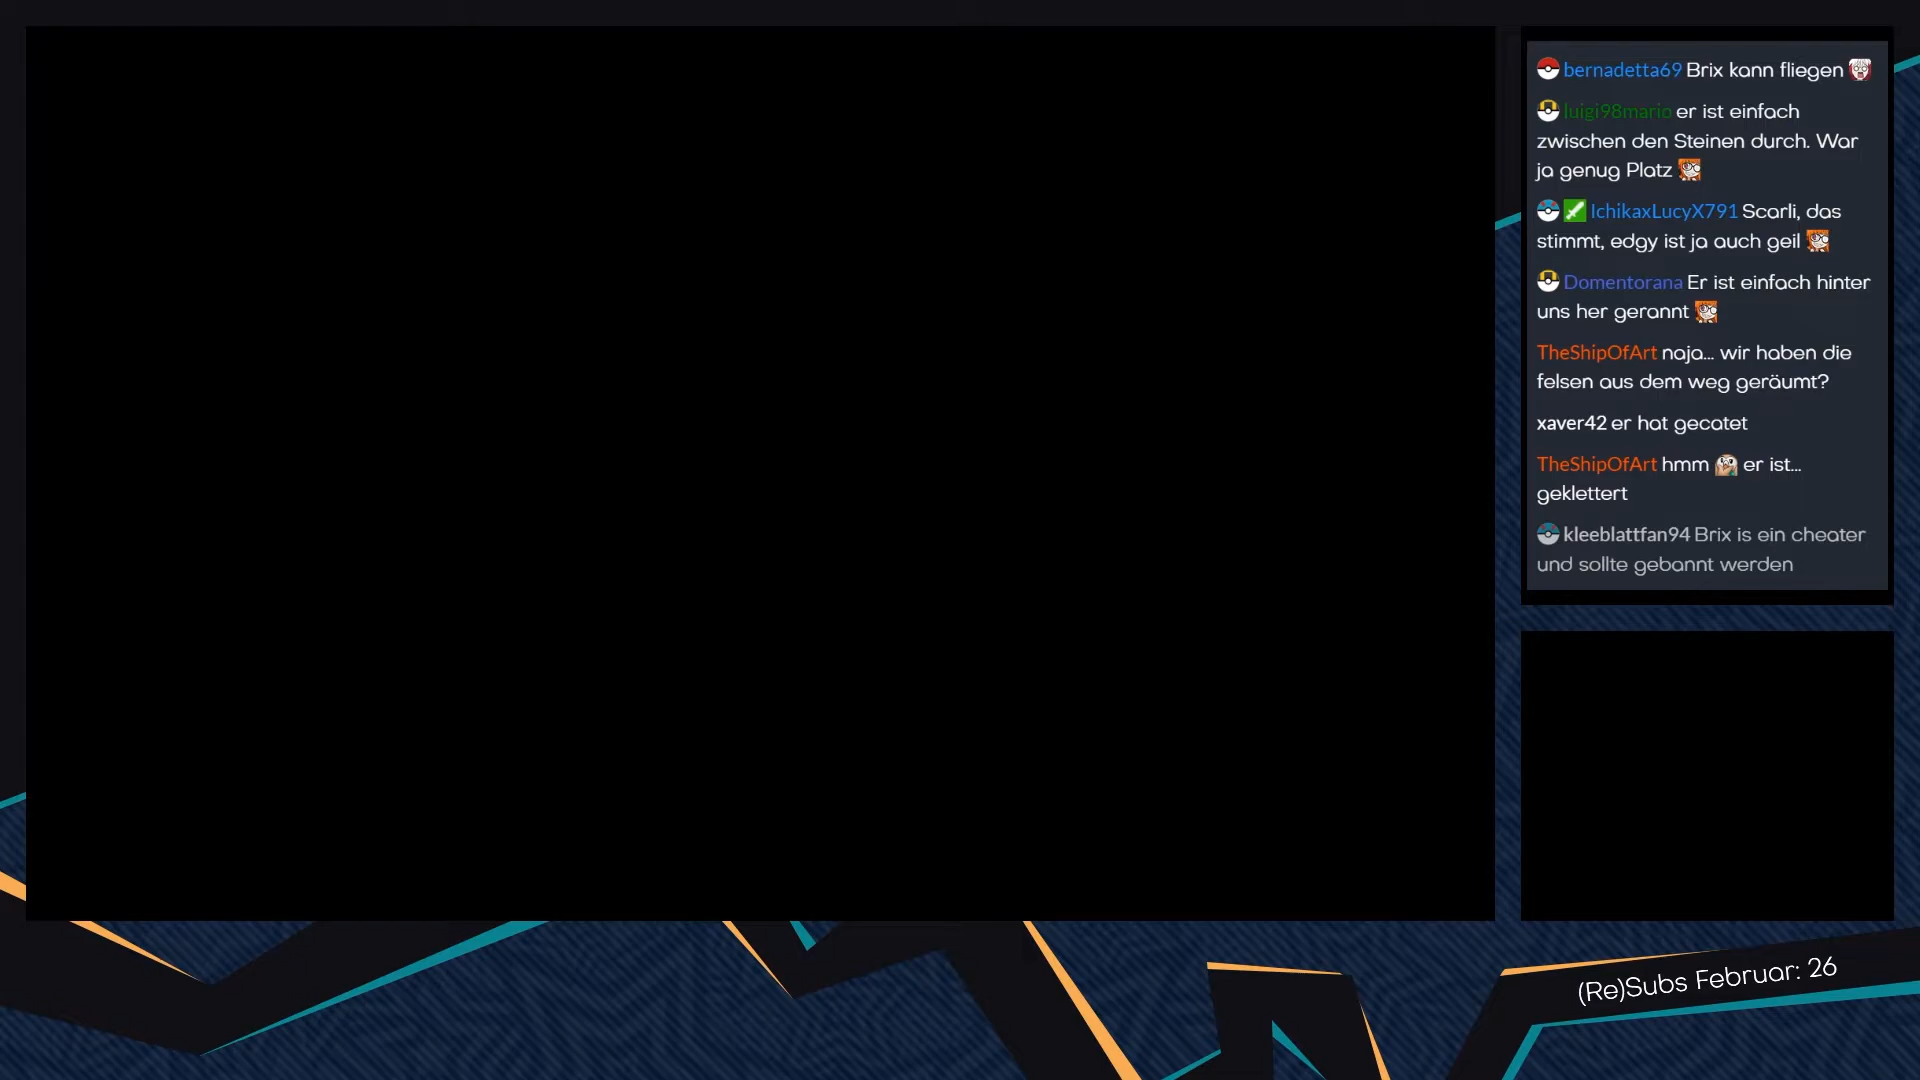 bernadetta69 Brix kann fliegen
luigi98mario er ist einfach
zwischen den Steinen durch. War
ja genug Platz
IchikaxLucyX791 Scarli, das
stimmt, edgy ist ja auch geil
Domentorana Er ist einfach hinter
uns her gerannt
TheShipOfArt naja... wir haben die
felsen aus dem weg geräumt?
xaver42 er hat gecatet
TheShipOfArt hmm er ist...
geklettert
kleeblattfan94 Brix is ein cheater
und sollte gebannt werden
(Re)Subs Februar: 26